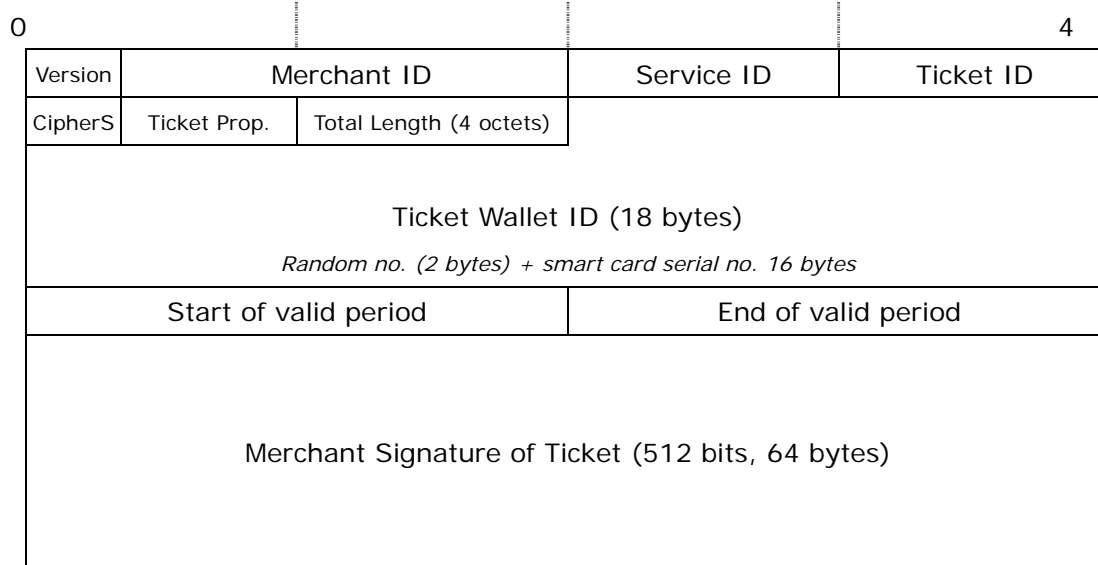 0 4
Version Merchant ID Service ID Ticket ID
CipherS Ticket Prop. Total Length (4 octets)
Ticket Wallet ID (18 bytes)
Random no. (2 bytes) + smart card serial no. 16 bytes
Start of valid period End of valid period
Merchant Signature of Ticket (512 bits, 64 bytes)